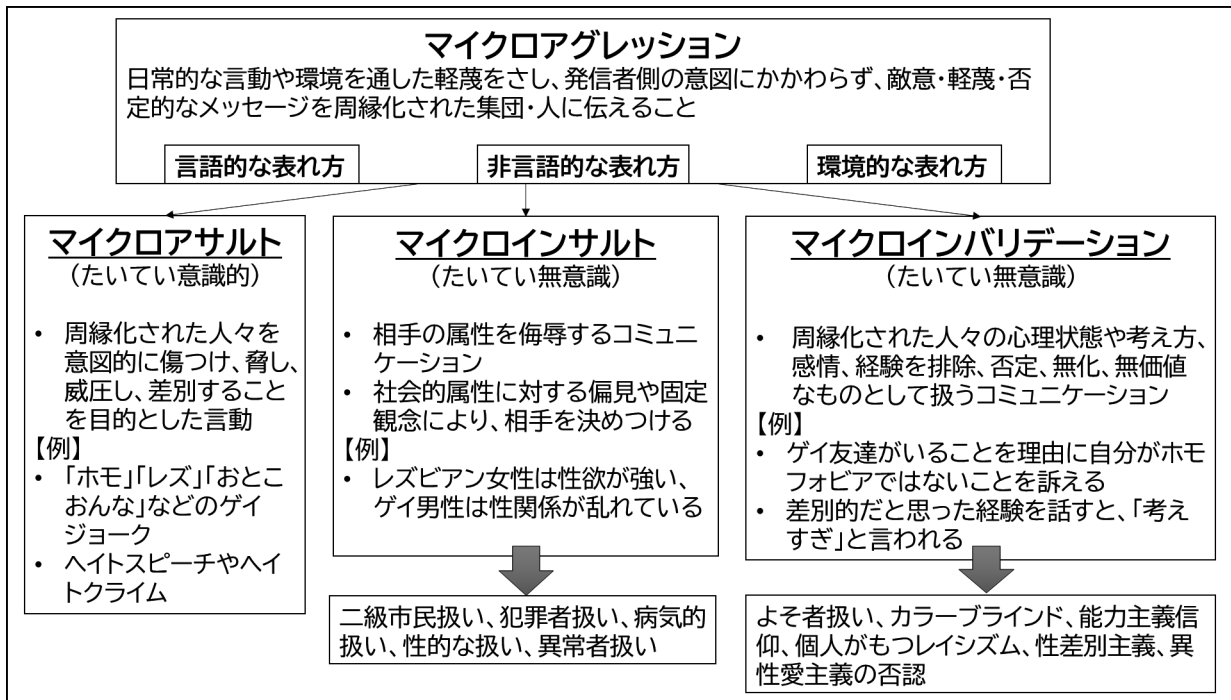 マイクロアグレッション
日常的な言動や環境を通した軽蔑をさし、発信者側の意図にかかわらず、敵意・軽蔑・否
定的なメッセージを周縁化された集団・人に伝えること
言語的な表れ方
非言語的な表れ方
環境的な表れ方
マイクロアサルト
（たいてい意識的）
• 周縁化された人々を
意図的に傷つけ、脅し、
威圧し、差別すること
を目的とした言動
【例】
• 「ホモ」「レズ」「おとこ
おんな」などのゲイ
ジョーク
• ヘイトスピーチやヘイ
トクライム
マイクロインサルト
（たいてい無意識）
• 相手の属性を侮辱するコミュニ
ケーション
• 社会的属性に対する偏見や固定
観念により、相手を決めつける
【例】
• レズビアン女性は性欲が強い、
ゲイ男性は性関係が乱れている
二級市民扱い、犯罪者扱い、病気的
扱い、性的な扱い、異常者扱い
マイクロインバリデーション
（たいてい無意識）
• 周縁化された人々の心理状態や考え方、
感情、経験を排除、否定、無化、無価値
なものとして扱うコミュニケーション
【例】
• ゲイ友達がいることを理由に自分がホモ
フォビアではないことを訴える
• 差別的だと思った経験を話すと、「考え
すぎ」と言われる
よそ者扱い、カラーブラインド、能力主義信
仰、個人がもつレイシズム、性差別主義、異
性愛主義の否認